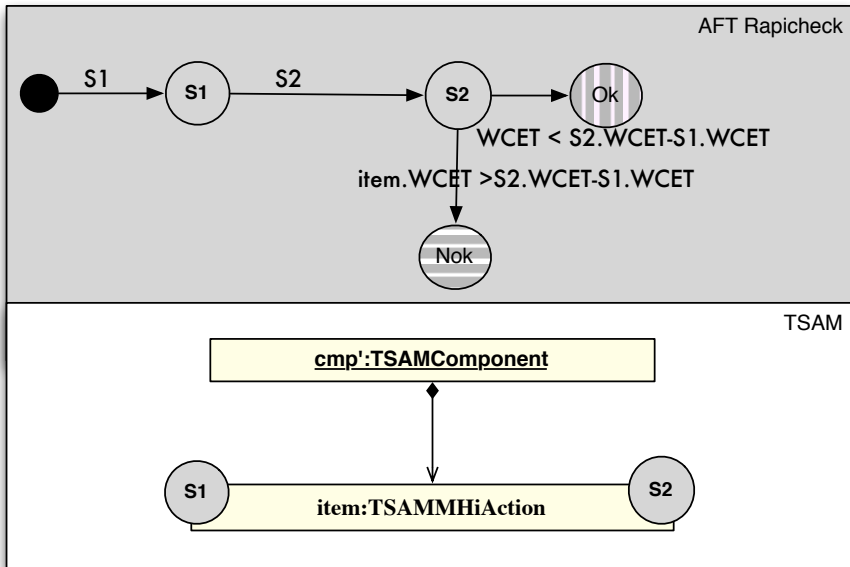 AFT Rapicheck
S1
S1
S2
S2
Ok
WCET < S2.WCET-S1.WCET
item.WCET >S2.WCET-S1.WCET
Nok
TSAM
cmp':TSAMComponent
S1
item:TSAMMHiAction
S2